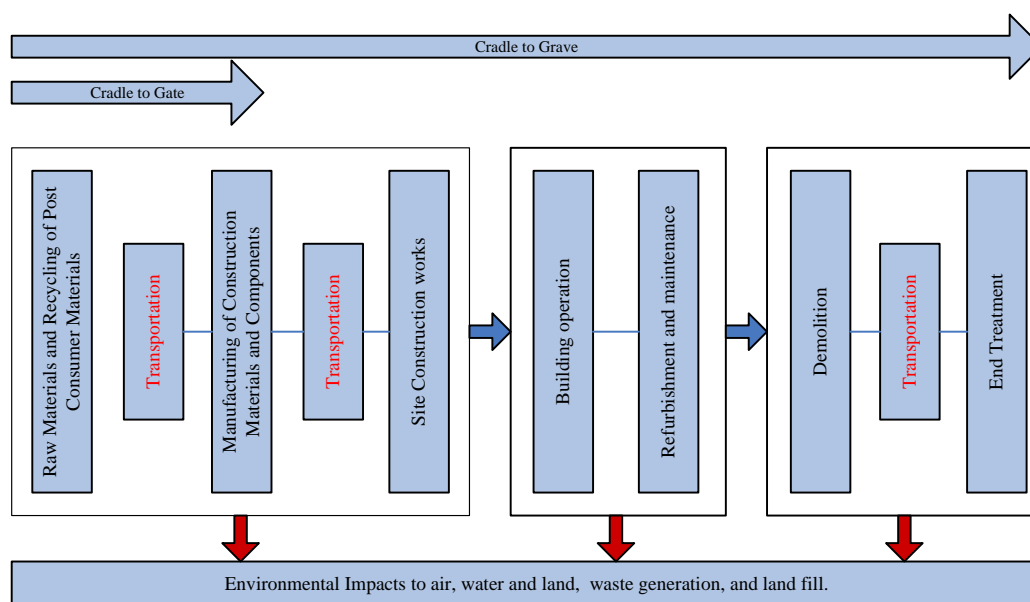 Cradle to Grave
Cradle to Gate
Raw Materials and Recycling of Post
Consumer Materials
Transportation
Manufacturing of Construction
Materials and Components
Transportation
Site Construction works
Building operation
Refurbishment and maintenance
Demolition
Transportation
End Treatment
Environmental Impacts to air, water and land, waste generation, and land fill.